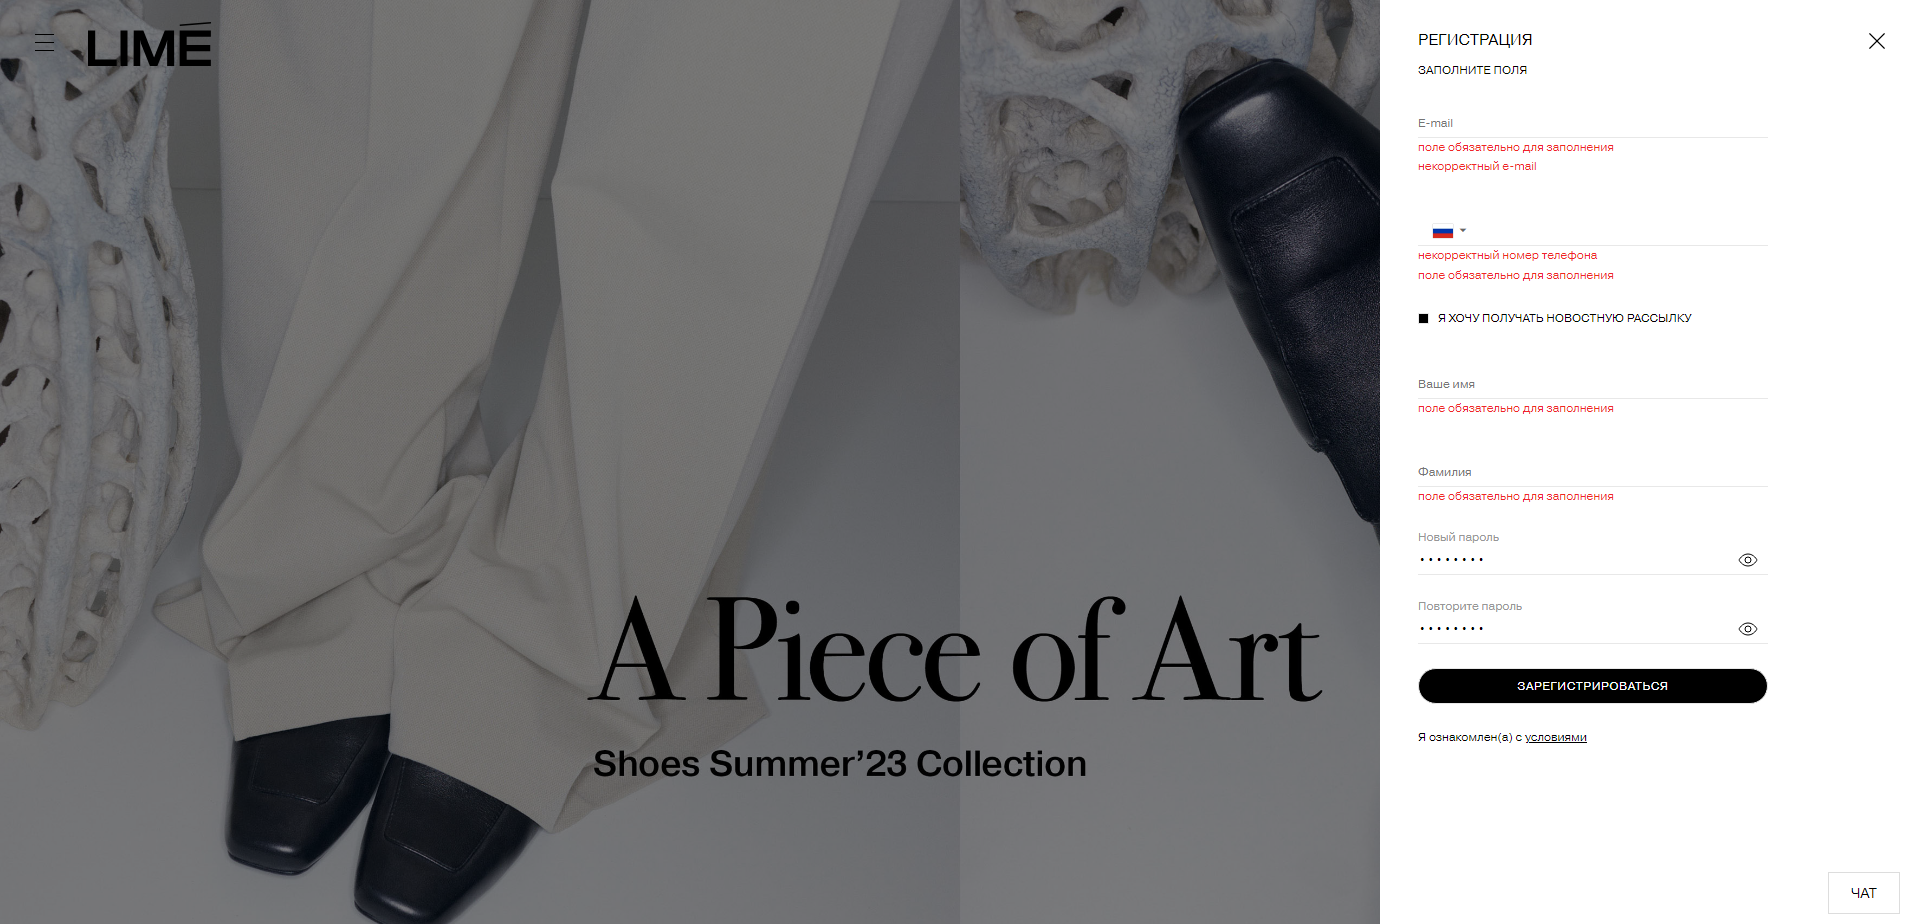 LIMÉ
A Piece of Art
Shoes Summer’23 Collection
РЕГИСТРАЦИЯ
ЗАПОЛНИТЕ ПОЛЯ
E-mail
поле обязательно для заполнения
некорректный e-mail
некорректный номер телефона
поле обязательно для заполнения
Я ХОЧУ ПОЛУЧАТЬ НОВОСТНУЮ РАССЫЛКУ
Ваше имя
поле обязательно для заполнения
Фамилия
поле обязательно для заполнения
Новый пароль
••••••••
Повторите пароль
••••••••
ЗАРЕГИСТРИРОВАТЬСЯ
Я ознакомлен(а) с условиями
ЧАТ